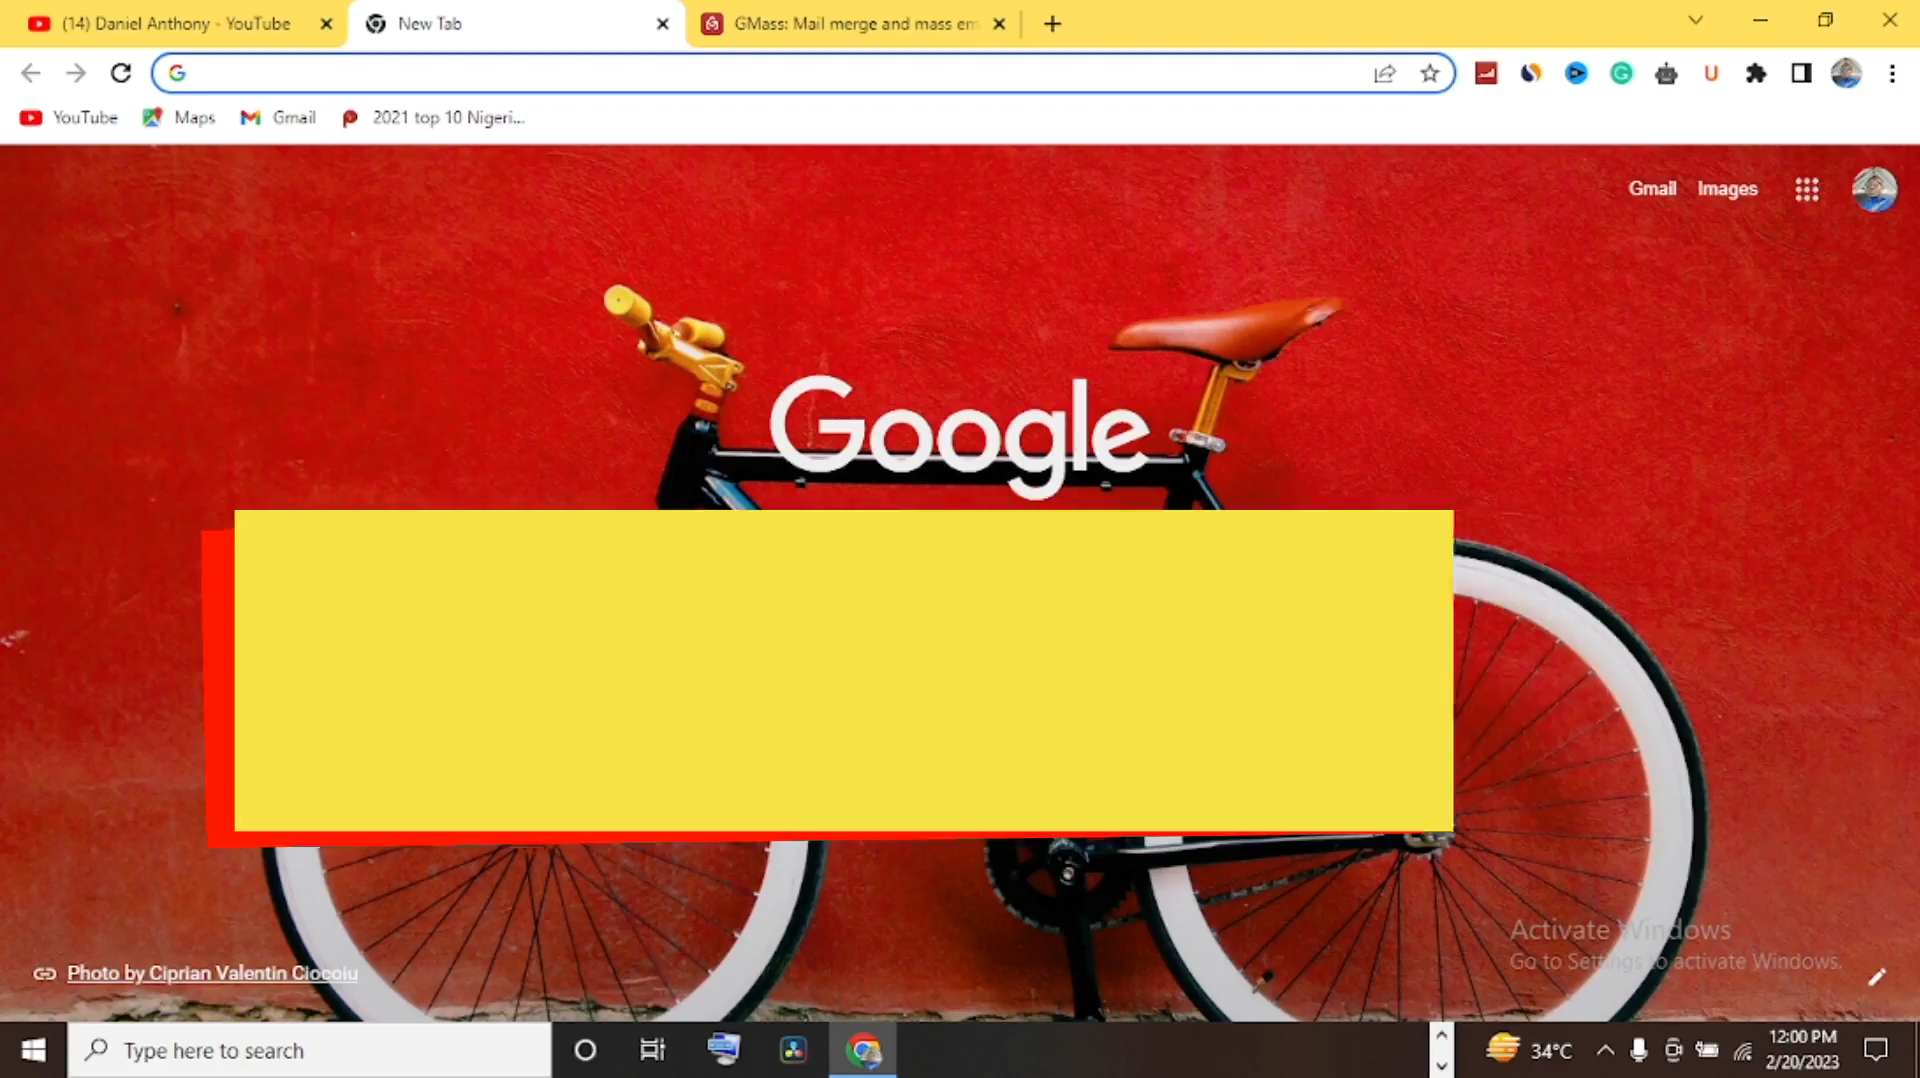 (14) Daniel Anthony - YouTube
New Tab
GMass: Mail merge and mass em
YouTube
Maps
Gmail
2021 top 10 Nigeri...
Gmail
Images
Google
Activate Windows
Go to Settings to activate Windows.
Photo by Ciprian Valentin Ciocoiu
Type here to search
34°C
12:00 PM
2/20/2023